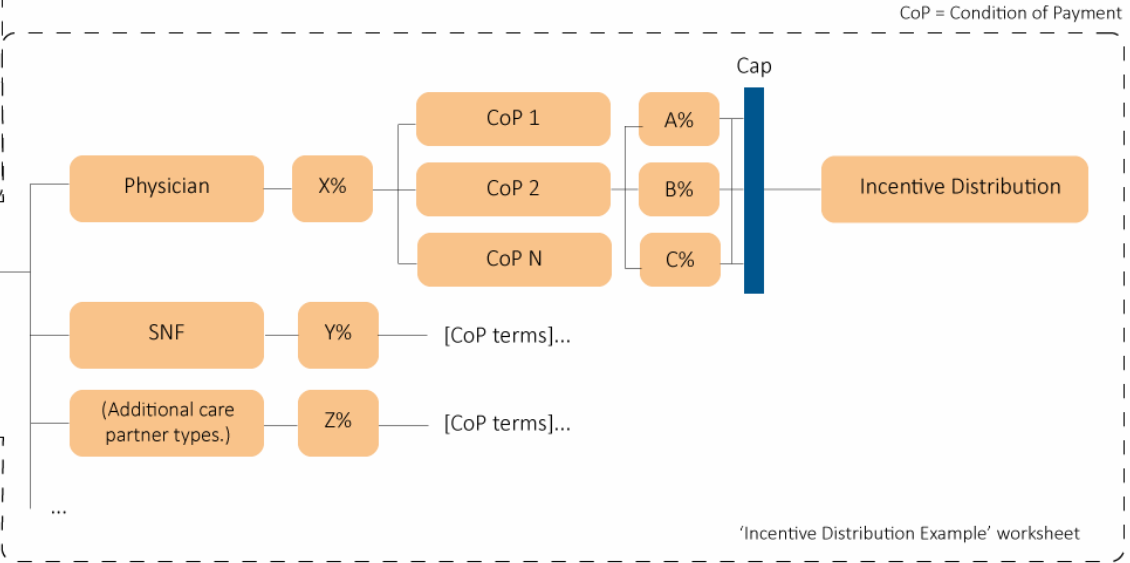 CoP = Condition of Payment
Cap
Physician
X%
CoP 1
CoP 2
CoP N
A%
B%
C%
Incentive Distribution
SNF
Y%
[CoP terms]...
(Additional care
partner types.)
Z%
[CoP terms]...
...
‘Incentive Distribution Example’ worksheet